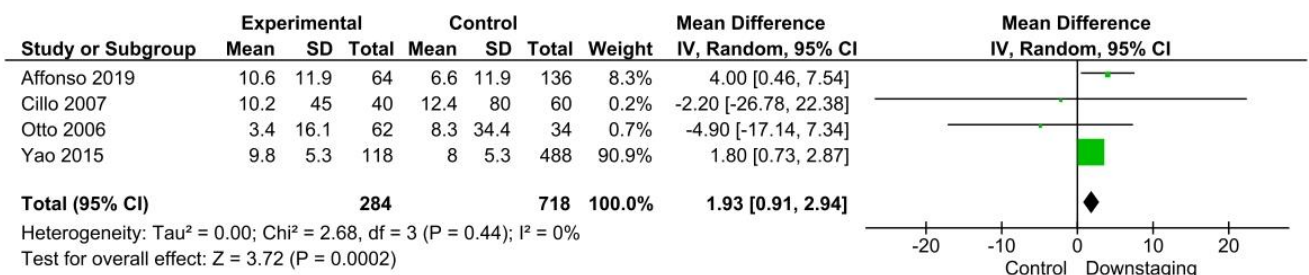 Experimental Control Mean Difference Mean Difference
Study or Subgroup Mean SD Total Mean SD Total Weight IV, Random, 95% CI IV, Random, 95% CI
Affonso 2019 10.6 11.9 64 6.6 11.9 136 8.3% 4.00 [0.46, 7.54]
Cillo 2007 10.2 45 40 12.4 80 60 0.2% -2.20 [-26.78, 22.38]
Otto 2006 3.4 16.1 62 8.3 34.4 34 0.7% -4.90 [-17.14, 7.34]
Yao 2015 9.8 5.3 118 8 5.3 488 90.9% 1.80 [0.73, 2.87]
Total (95% CI) 284 718 100.0% 1.93 [0.91, 2.94]
Heterogeneity: Tau² = 0.00; Chi² = 2.68, df = 3 (P = 0.44); I² = 0%
Test for overall effect: Z = 3.72 (P = 0.0002)
-20 -10 0 10 20
Control Downstaging